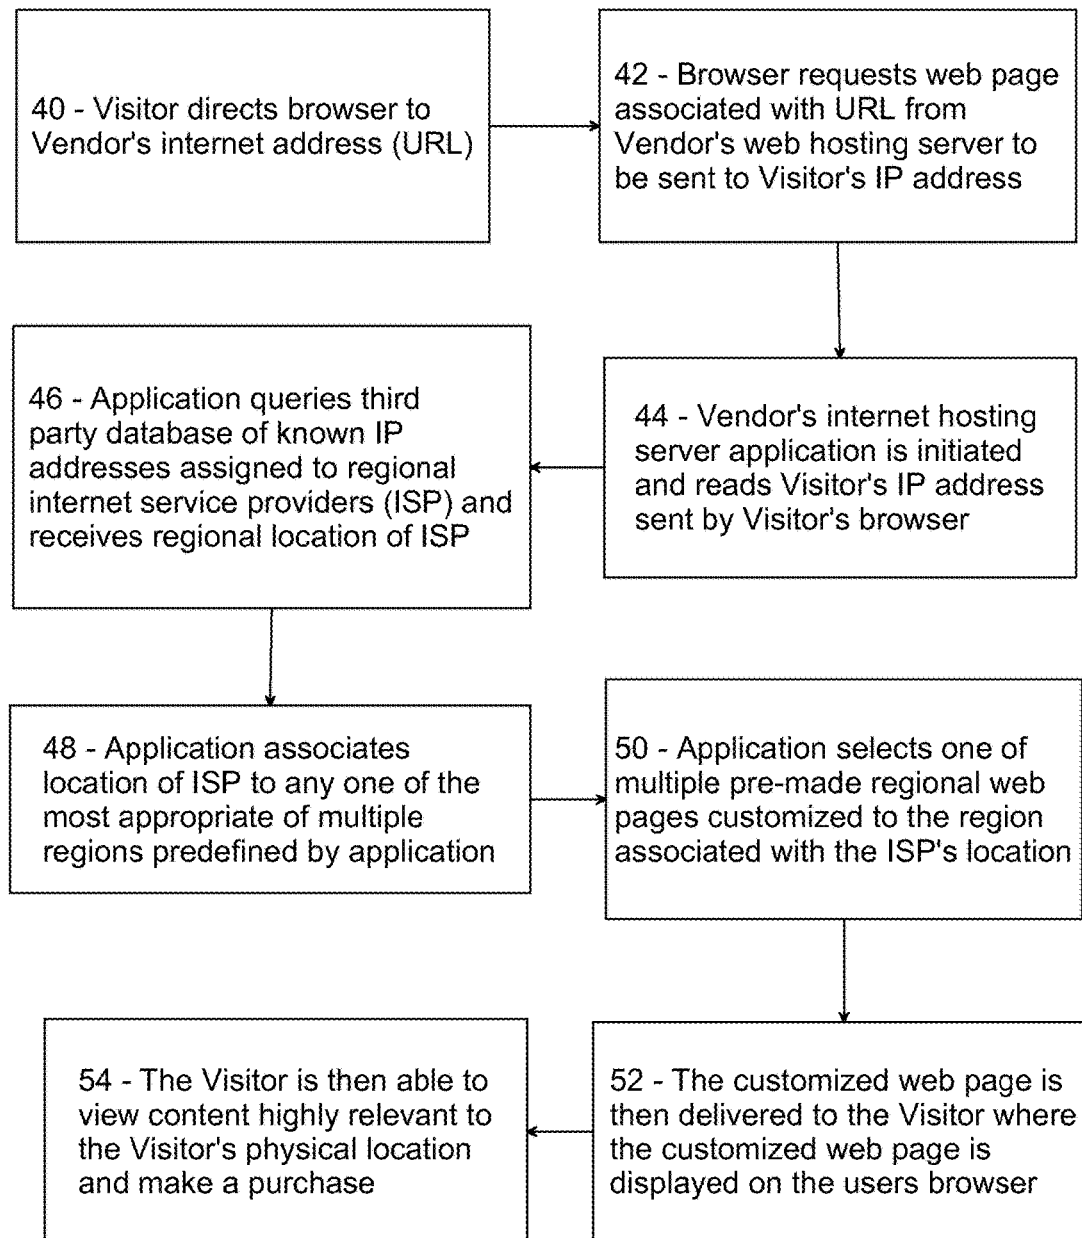 40 - Visitor directs browser to
Vendor's internet address (URL)
42 - Browser requests web page
associated with URL from
Vendor's web hosting server to
be sent to Visitor's IP address
44 - Vendor's internet hosting
server application is initiated
and reads Visitor's IP address
sent by Visitor's browser
46 - Application queries third
party database of known IP
addresses assigned to regional
internet service providers (ISP) and
receives regional location of ISP
48 - Application associates
location of ISP to any one of the
most appropriate of multiple
regions predefined by application
50 - Application selects one of
multiple pre-made regional web
pages customized to the region
associated with the ISP's location
52 - The customized web page is
then delivered to the Visitor where
the customized web page is
displayed on the users browser
54 - The Visitor is then able to
view content highly relevant to
the Visitor's physical location
and make a purchase